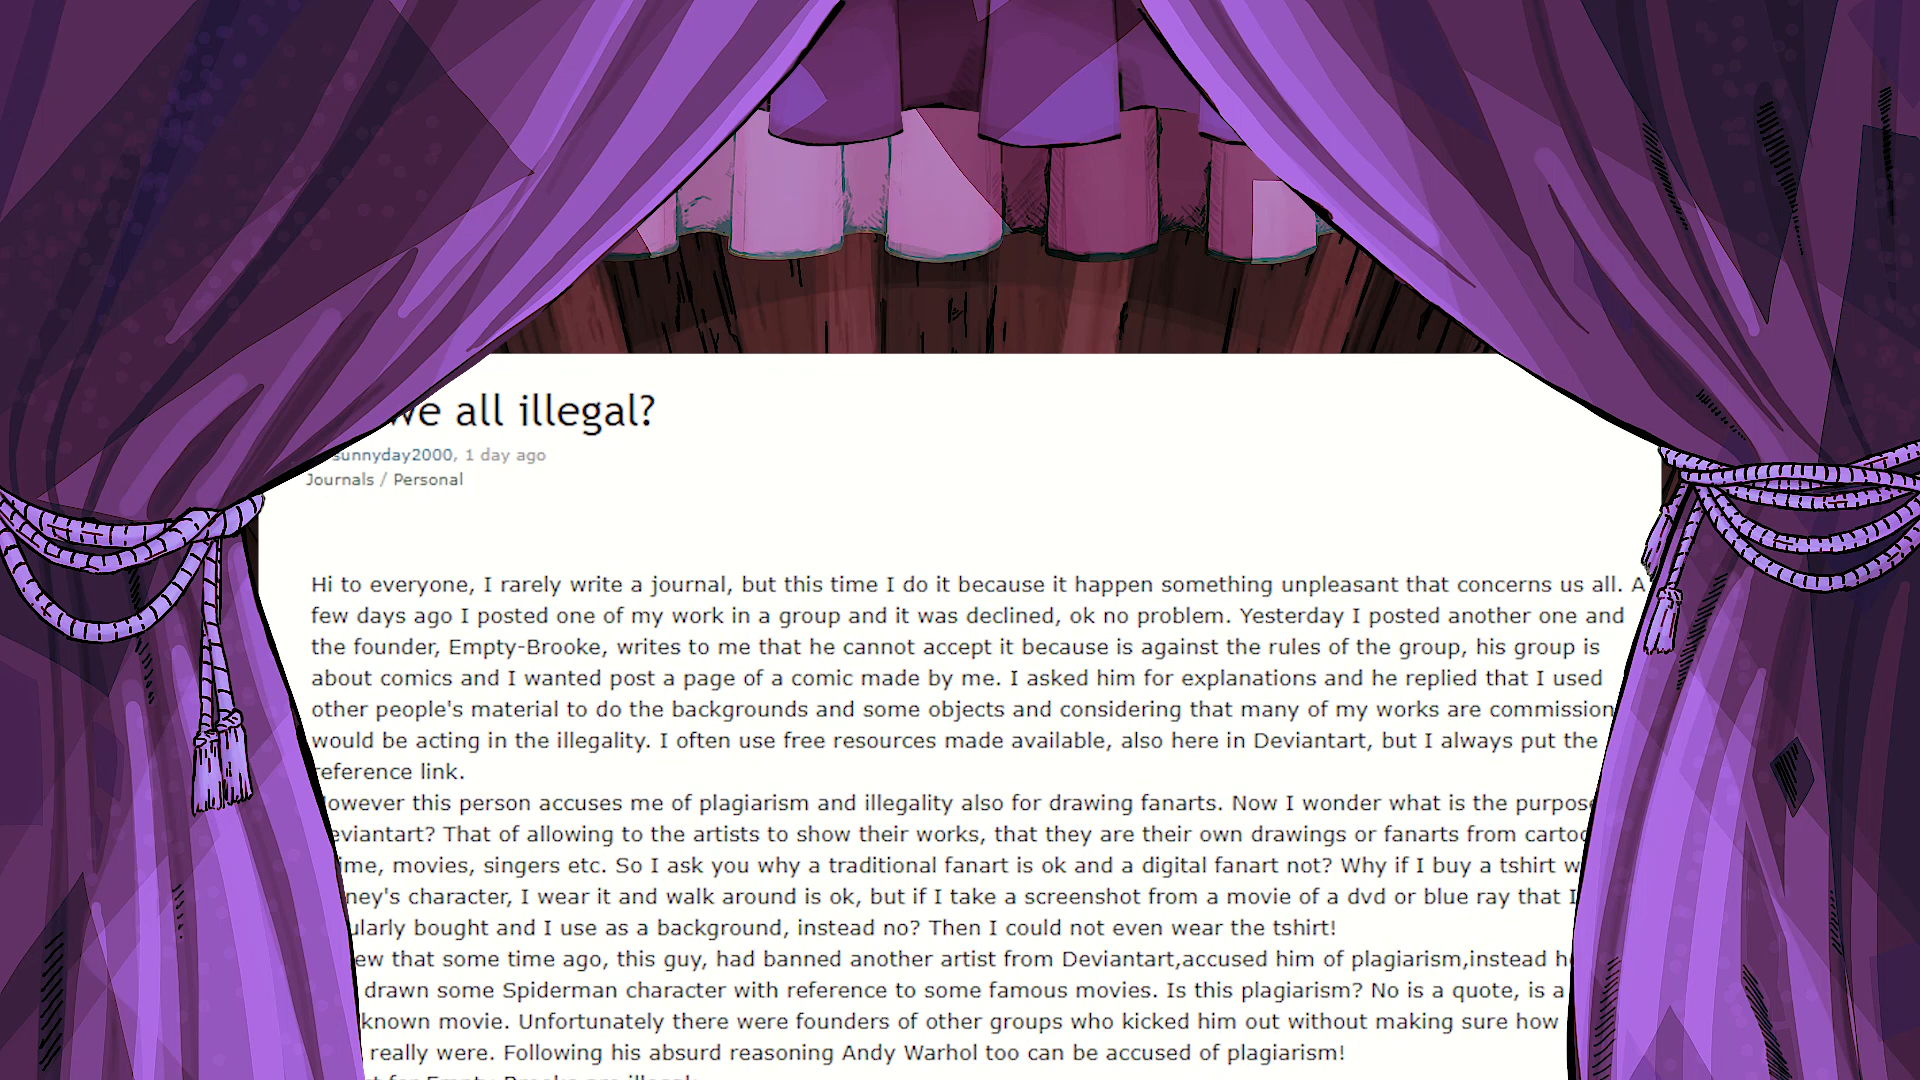 we all illegal?
sunnyday2000, 1 day ago
Journals / Personal
Hi to everyone, I rarely write a journal, but this time I do it because it happen something unpleasant that concerns us all. A
few days ago I posted one of my work in a group and it was declined, ok no problem. Yesterday I posted another one and
the founder, Empty-Brooke, writes to me that he cannot accept it because is against the rules of the group, his group is
about comics and I wanted post a page of a comic made by me. I asked him for explanations and he replied that I used
other people's material to do the backgrounds and some objects and considering that many of my works are commission
would be acting in the illegality. I often use free resources made available, also here in Deviantart, but I always put the
reference link.
However this person accuses me of plagiarism and illegality also for drawing fanarts. Now I wonder what is the purpose
eviantart? That of allowing to the artists to show their works, that they are their own drawings or fanarts from cartoo
ime, movies, singers etc. So I ask you why a traditional fanart is ok and a digital fanart not? Why if I buy a tshirt w
ney's character, I wear it and walk around is ok, but if I take a screenshot from a movie of a dvd or blue ray that I
ularly bought and I use as a background, instead no? Then I could not even wear the tshirt!
ew that some time ago, this guy, had banned another artist from Deviantart,accused him of plagiarism,instead h
drawn some Spiderman character with reference to some famous movies. Is this plagiarism? No is a quote, is a
known movie. Unfortunately there were founders of other groups who kicked him out without making sure how
really were. Following his absurd reasoning Andy Warhol too can be accused of plagiarism!